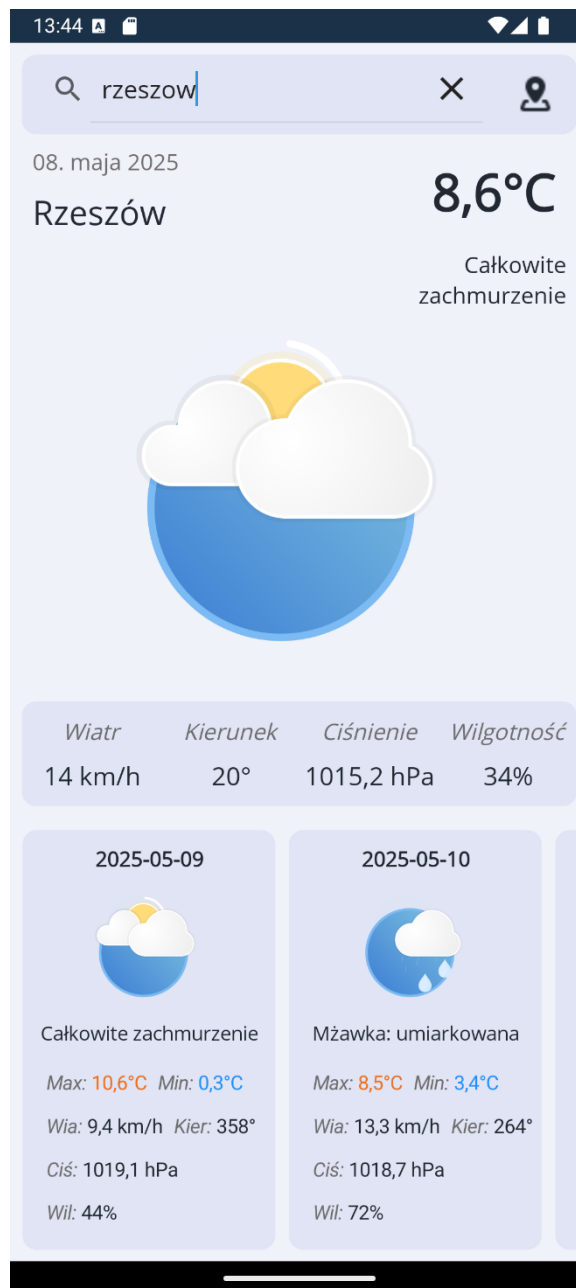 13:44
rzeszow
08. maja 2025
8,6°C
Rzeszów
Całkowite
zachmurzenie
Wiatr Kierunek Ciśnienie Wilgotność
14 km/h 20° 1015,2 hPa 34%
2025-05-09
Całkowite zachmurzenie
Max: 10,6°C Min: 0,3°C
Wia: 9,4 km/h Kier: 358°
Ciś: 1019,1 hPa
Wil: 44%
2025-05-10
Mżawka: umiarkowana
Max: 8,5°C Min: 3,4°C
Wia: 13,3 km/h Kier: 264°
Ciś: 1018,7 hPa
Wil: 72%